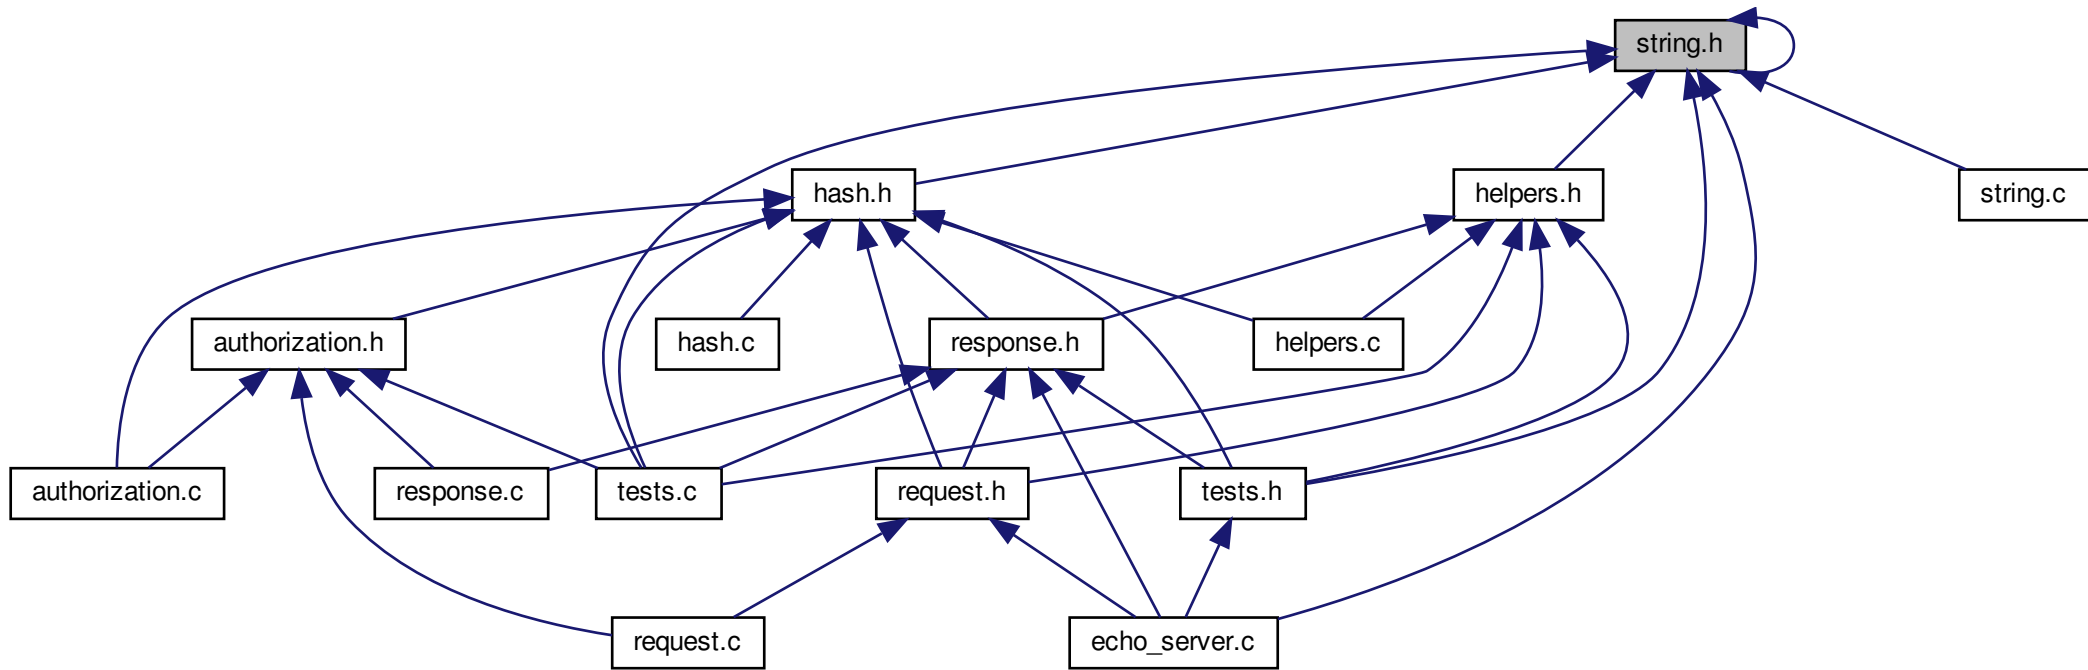 string.h
hash.h
helpers.h
string.c
authorization.h
hash.c
response.h
helpers.c
authorization.c
response.c
tests.c
request.h
tests.h
request.c
echo_server.c